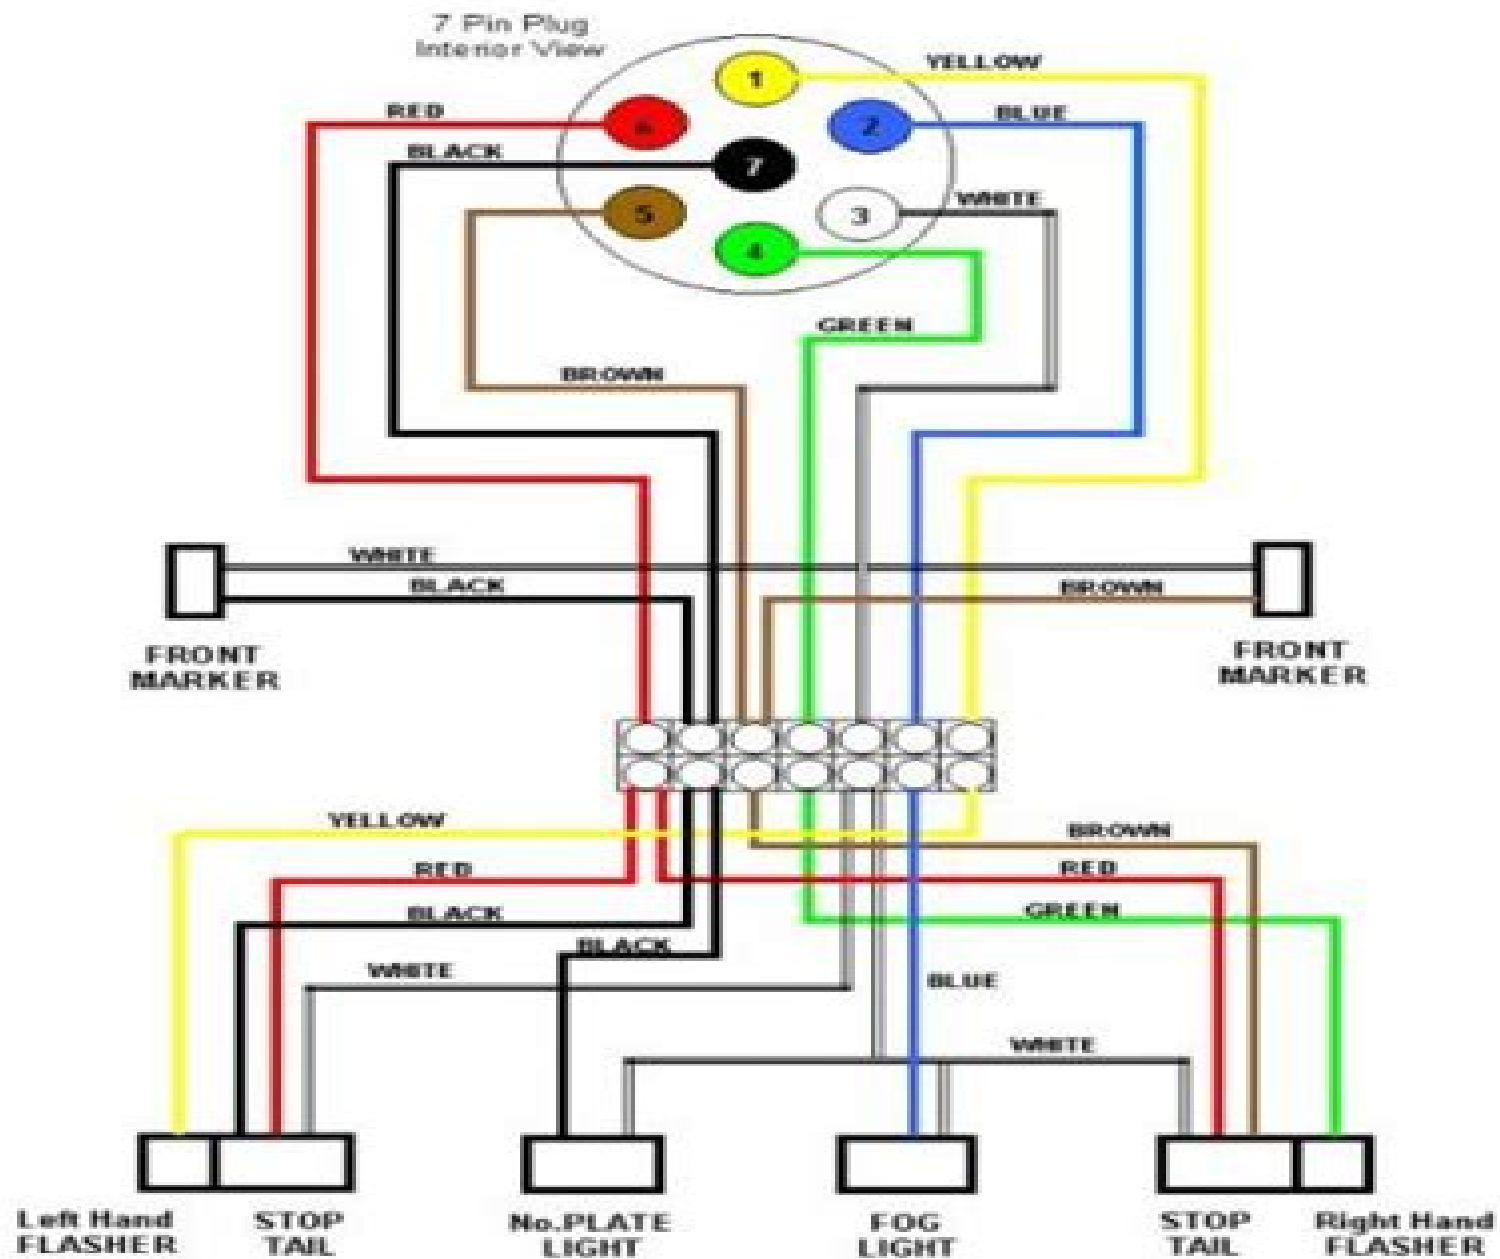 7 Pin Plug
Interior View
YELLOW
1
RED
6
2
BLUE
BLACK
7
5
3
WHITE
4
GREEN
BROWN
WHITE
BLACK
BROWN
FRONT
MARKER
FRONT
MARKER
YELLOW
BROWN
RED
RED
BLACK
GREEN
BLACK
WHITE
BLUE
WHITE
Left Hand
FLASHER
STOP
TAIL
No.PLATE
LIGHT
FOG
LIGHT
STOP
TAIL
Right Hand
FLASHER